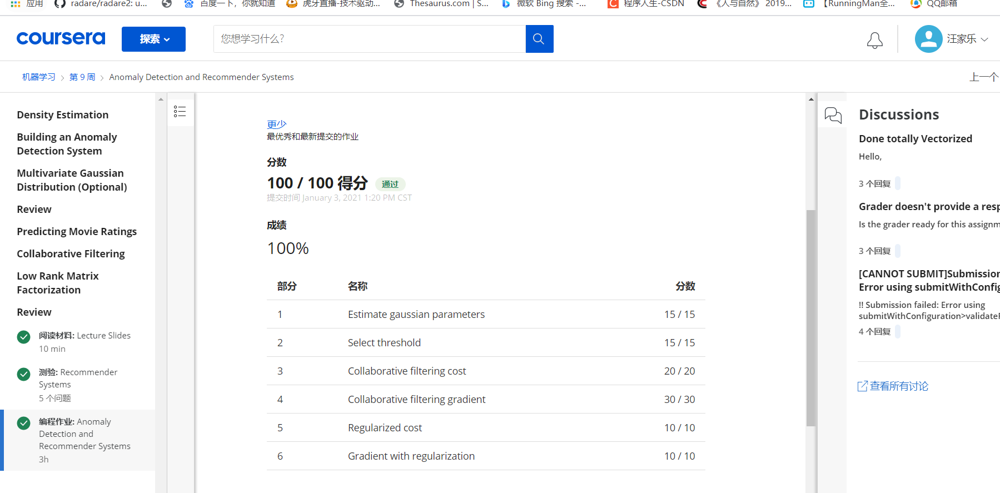 应用
radare/radare2: u...
百度一下，你就知道
虎牙直播-技术驱动...
Thesaurus.com | S...
微软 Bing 搜索 -...
程序人生-CSDN
《人与自然》 2019...
【RunningMan全...
QQ邮箱
coursera
探索
您想学习什么？
汪家乐
机器学习
第 9 周
Anomaly Detection and Recommender Systems
上一个
Density Estimation
Building an Anomaly
Detection System
Multivariate Gaussian
Distribution (Optional)
Review
Predicting Movie Ratings
Collaborative Filtering
Low Rank Matrix
Factorization
Review
阅读材料: Lecture Slides
10 min
测验: Recommender
Systems
5 个问题
编程作业: Anomaly
Detection and
Recommender Systems
3h
更少
最优秀和最新提交的作业
分数
100 / 100 得分 通过
提交时间 January 3, 2021 1:20 PM CST
成绩
100%
部分 名称 分数
1 Estimate gaussian parameters 15 / 15
2 Select threshold 15 / 15
3 Collaborative filtering cost 20 / 20
4 Collaborative filtering gradient 30 / 30
5 Regularized cost 10 / 10
6 Gradient with regularization 10 / 10
Discussions
Done totally Vectorized
Hello,
3 个回复
Grader doesn't provide a resp
Is the grader ready for this assignm
3 个回复
[CANNOT SUBMIT]Submission
Error using submitWithConfig
!! Submission failed: Error using
submitWithConfiguration>validateR
4 个回复
查看所有讨论